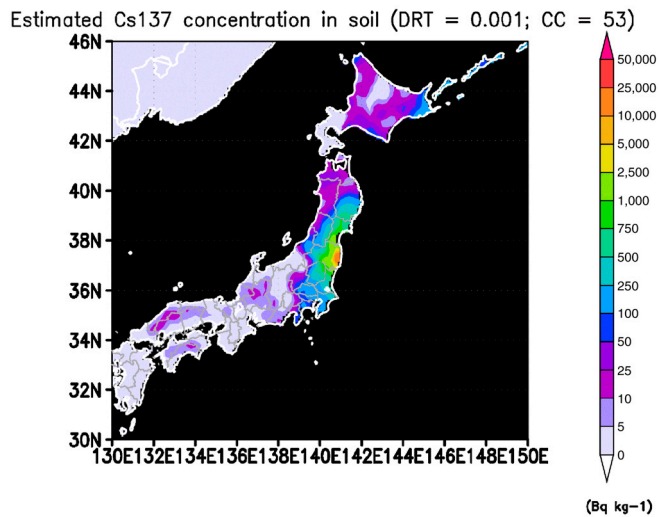 Estimated Cs137 concentration in soil (DRT = 0.001; CC = 53)
46N
44N
42N
40N
38N
36N
34N
32N
30N
130E132E134E136E138E140E142E144E146E148E150E
50,000
25,000
10,000
5,000
2,500
1,000
750
500
250
100
50
25
10
5
0
(Bq kg-1)